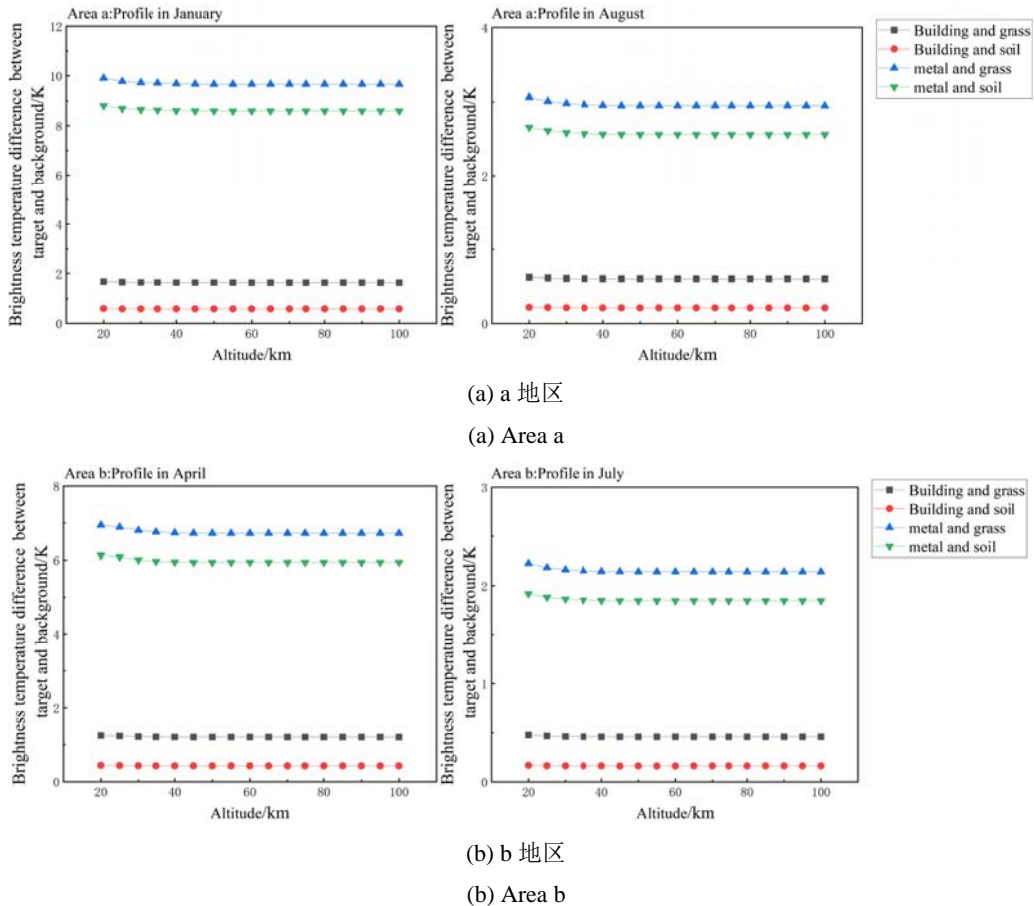 Area a:Profile in January
Brightness temperature difference between
target and background/K
12
10
8
6
4
2
0
20
40
60
80
100
Altitude/km
Area a:Profile in August
Brightness temperature difference between
target and background/K
4
2
0
20
40
60
80
100
Altitude/km
Building and grass
Building and soil
metal and grass
metal and soil
(a) a 地区
(a) Area a
Area b:Profile in April
Brightness temperature difference between
target and background/K
8
6
4
2
0
20
40
60
80
100
Altitude/km
Area b:Profile in July
Brightness temperature difference between
target and background/K
3
2
1
0
20
40
60
80
100
Altitude/km
Building and grass
Building and soil
metal and grass
metal and soil
(b) b 地区
(b) Area b